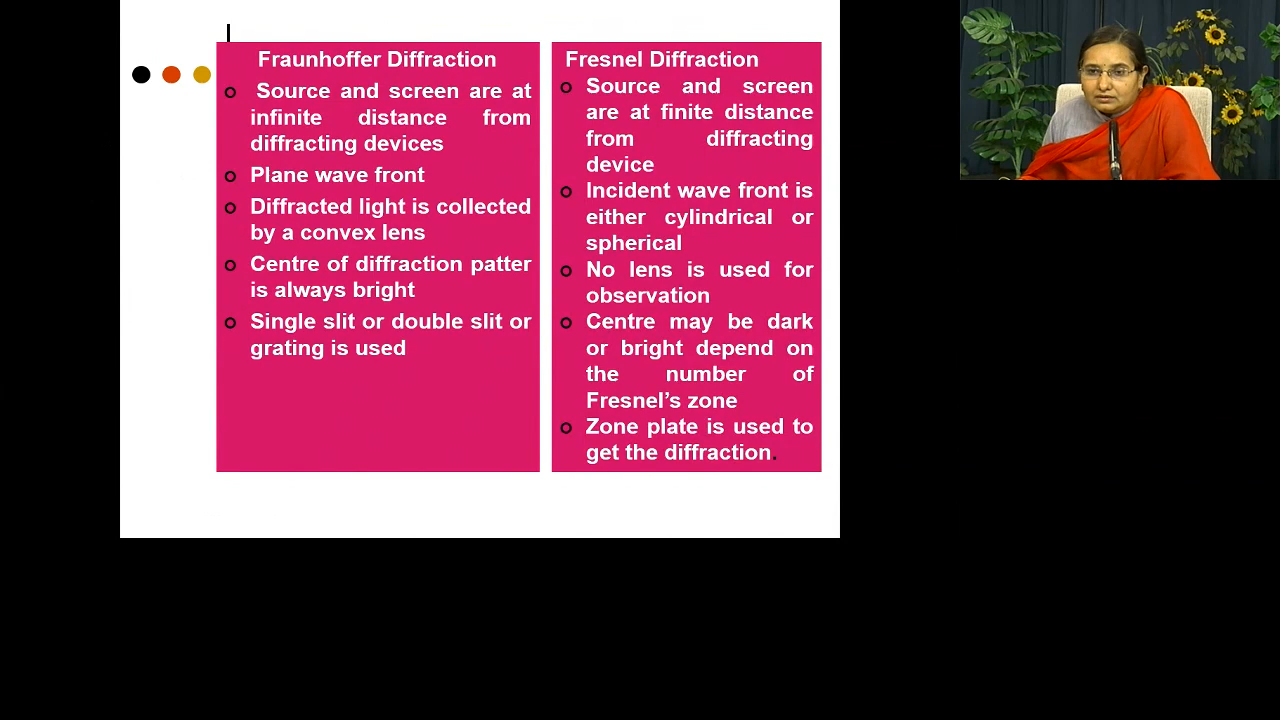 Fraunhoffer Diffraction
Source and screen are at
infinite distance from
diffracting devices
Plane wave front
Diffracted light is collected
by a convex lens
Centre of diffraction patter
is always bright
Single slit or double slit or
grating is used
Fresnel Diffraction
Source and screen
are at finite distance
from diffracting
device
Incident wave front is
either cylindrical or
spherical
No lens is used for
observation
Centre may be dark
or bright depend on
the number of
Fresnel’s zone
Zone plate is used to
get the diffraction.